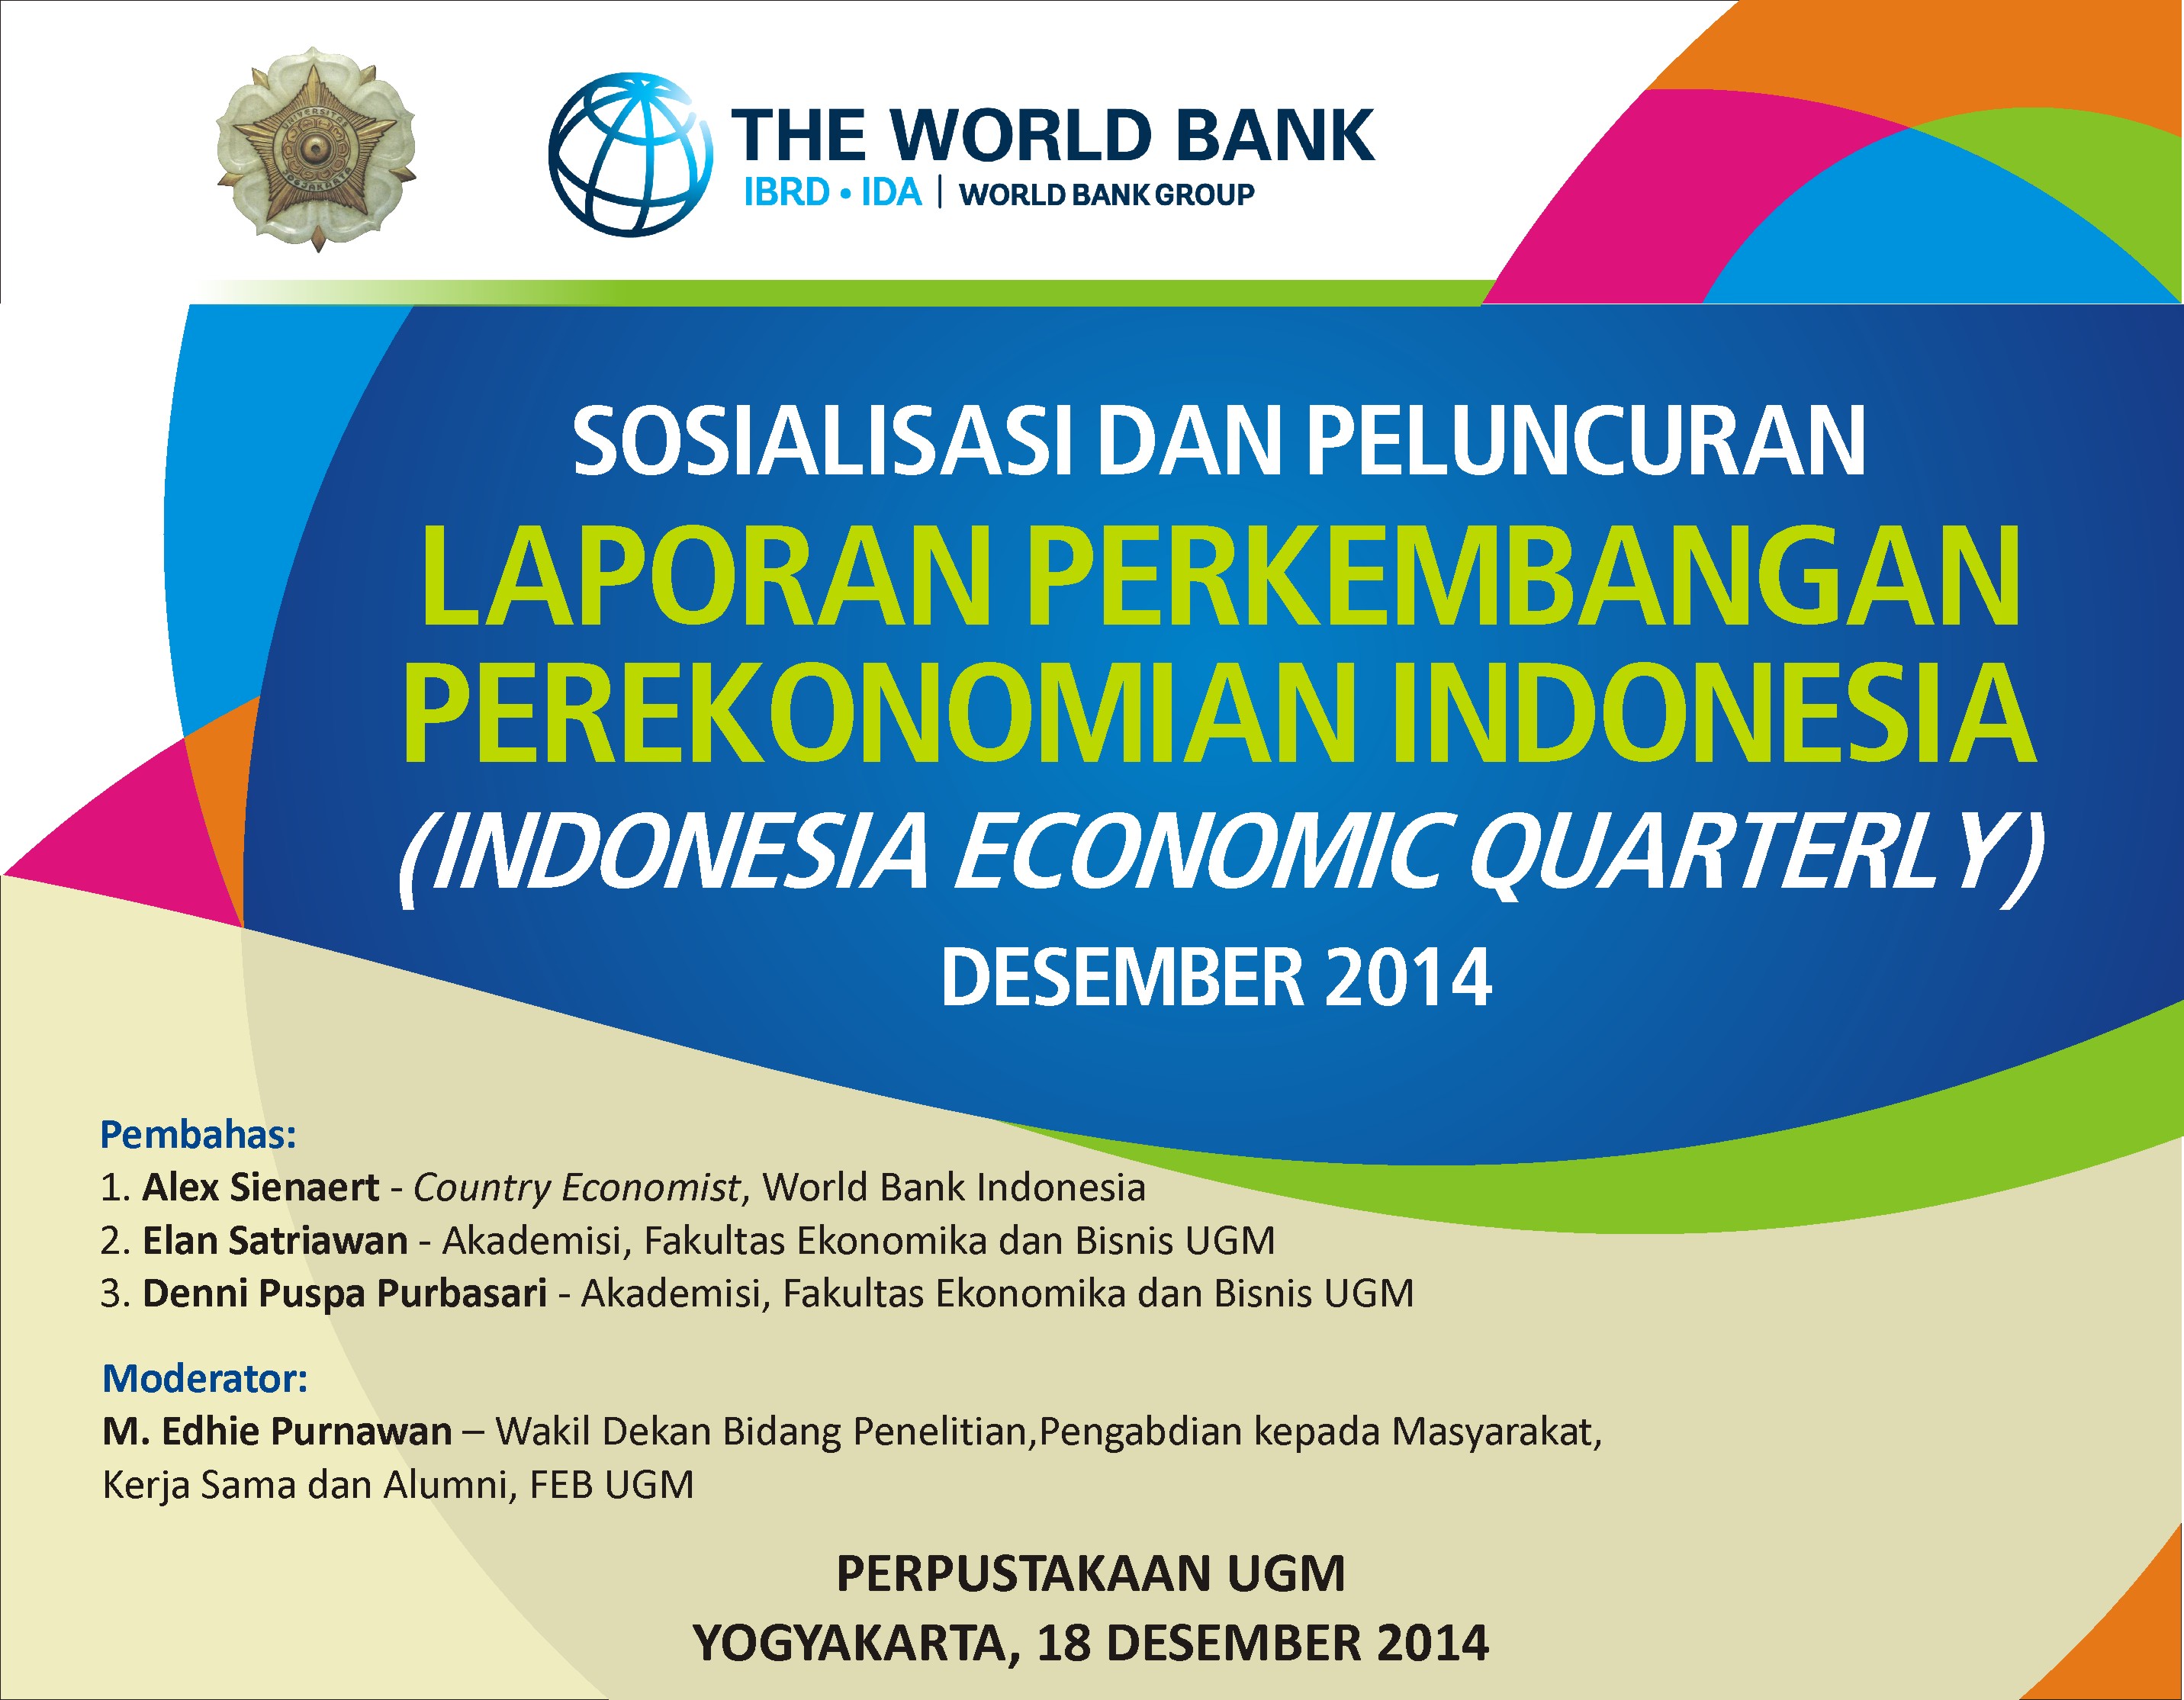 UNIVERSITAS
JOGJAKARTA
THE WORLD BANK
IBRD • IDA | WORLD BANK GROUP
SOSIALISASI DAN PELUNCURAN
LAPORAN PERKEMBANGAN
PEREKONOMIAN INDONESIA
(INDONESIA ECONOMIC QUARTERLY)
DESEMBER 2014
Pembahas:
1. Alex Sienaert - Country Economist, World Bank Indonesia
2. Elan Satriawan - Akademisi, Fakultas Ekonomika dan Bisnis UGM
3. Denni Puspa Purbasari - Akademisi, Fakultas Ekonomika dan Bisnis UGM
Moderator:
M. Edhie Purnawan – Wakil Dekan Bidang Penelitian,Pengabdian kepada Masyarakat,
Kerja Sama dan Alumni, FEB UGM
PERPUSTAKAAN UGM
YOGYAKARTA, 18 DESEMBER 2014